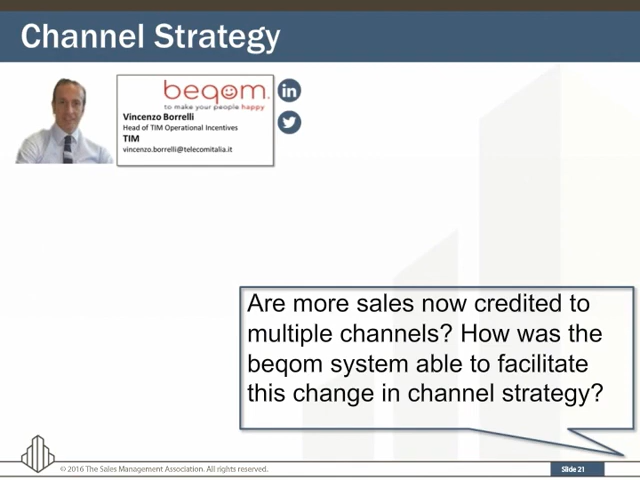 Channel Strategy
beqom.
to make your people happy
Vincenzo Borrelli
Head of TIM Operational Incentives
TIM
vincenzo.borrelli@telecomitalia.it
in
Are more sales now credited to
multiple channels? How was the
beqom system able to facilitate
this change in channel strategy?
© 2016 The Sales Management Association. All rights reserved.
Slide 21